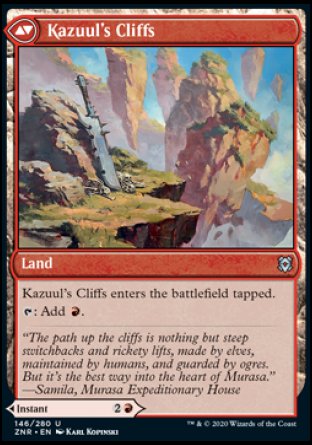 Kazuul's Cliffs
Land
Kazuul's Cliffs enters the battlefield tapped.
: Add .
"The path up the cliffs is nothing but steep
switchbacks and rickety lifts, made by elves,
maintained by humans, and guarded by ogres.
But it's the best way into the heart of Murasa."
—Samila, Murasa Expeditionary House
Instant 2
146/280 U
ZNR • EN Karl Kopinski
™ & © 2020 Wizards of the Coast